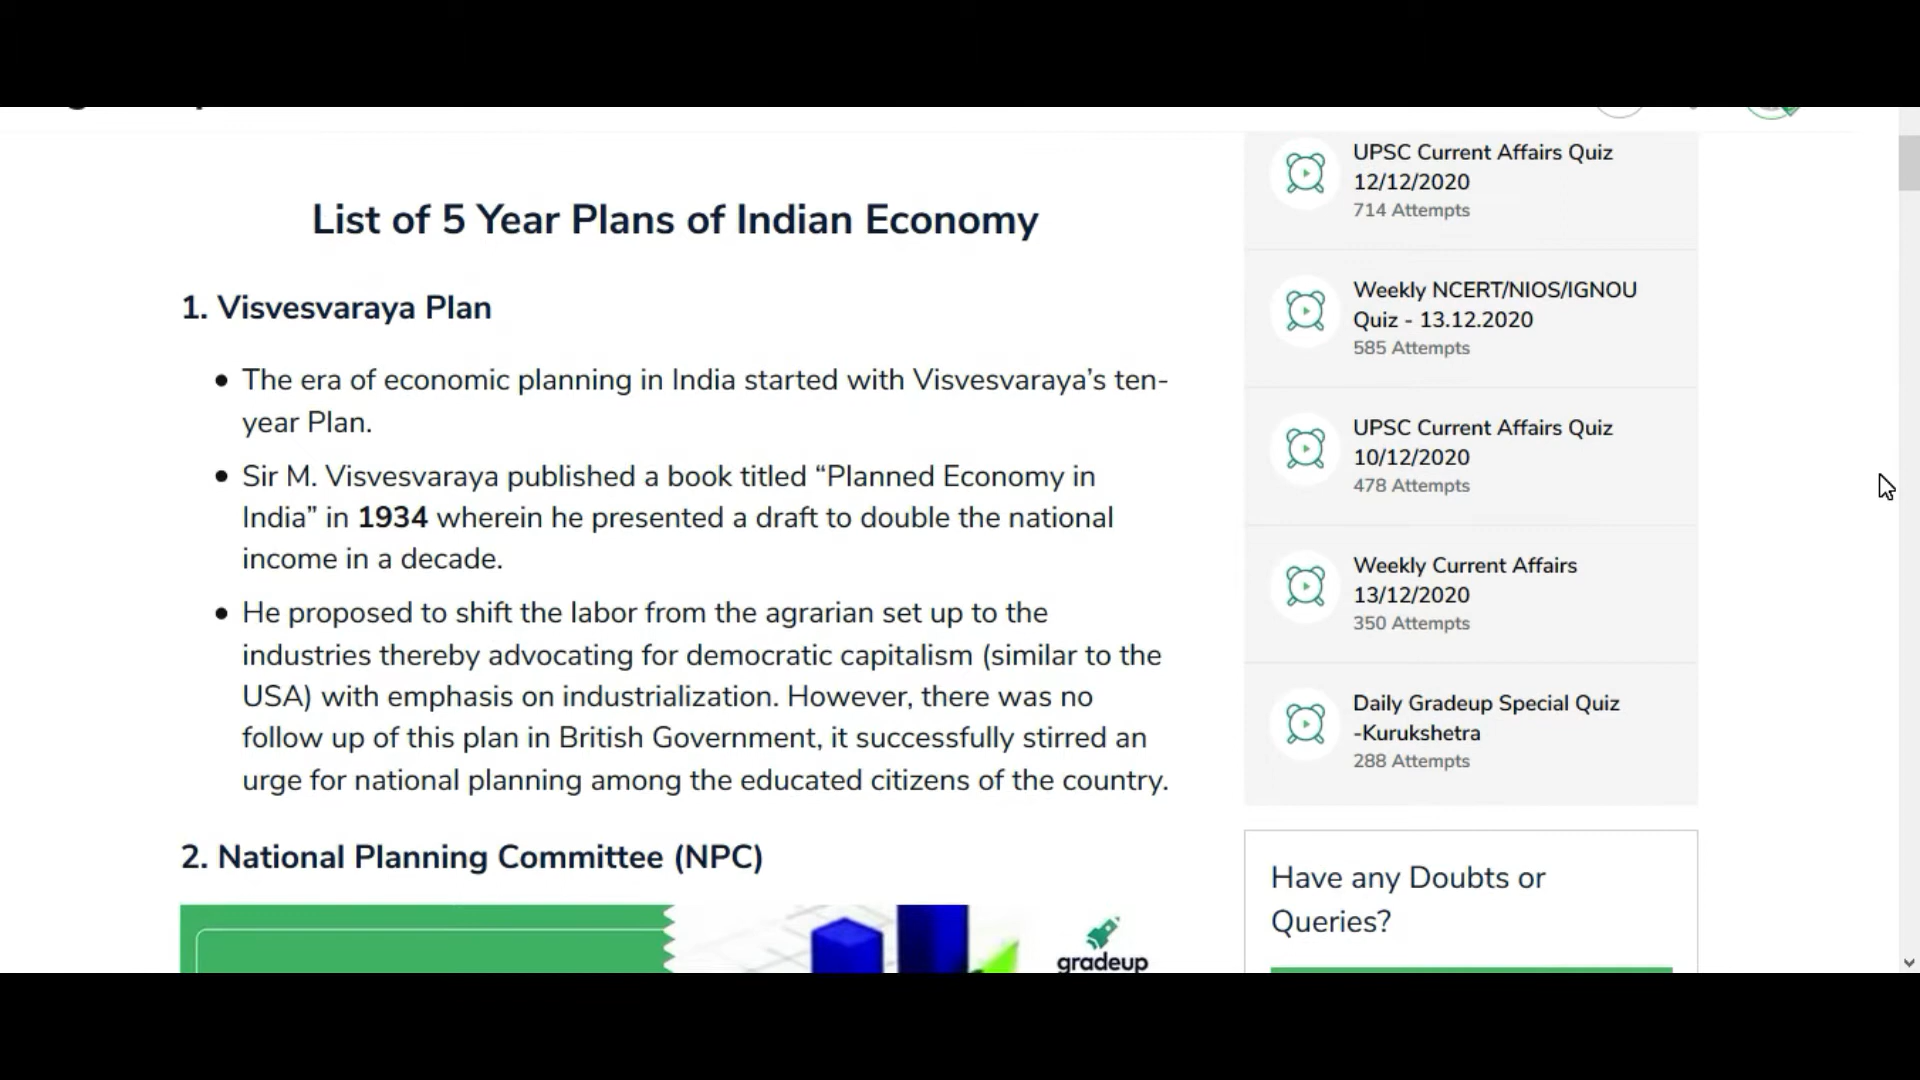 List of 5 Year Plans of Indian Economy
1. Visvesvaraya Plan
The era of economic planning in India started with Visvesvaraya’s ten-
year Plan.
Sir M. Visvesvaraya published a book titled “Planned Economy in
India” in 1934 wherein he presented a draft to double the national
income in a decade.
He proposed to shift the labor from the agrarian set up to the
industries thereby advocating for democratic capitalism (similar to the
USA) with emphasis on industrialization. However, there was no
follow up of this plan in British Government, it successfully stirred an
urge for national planning among the educated citizens of the country.
2. National Planning Committee (NPC)
gradeup
UPSC Current Affairs Quiz
12/12/2020
714 Attempts
Weekly NCERT/NIOS/IGNOU
Quiz - 13.12.2020
585 Attempts
UPSC Current Affairs Quiz
10/12/2020
478 Attempts
Weekly Current Affairs
13/12/2020
350 Attempts
Daily Gradeup Special Quiz
-Kurukshetra
288 Attempts
Have any Doubts or
Queries?